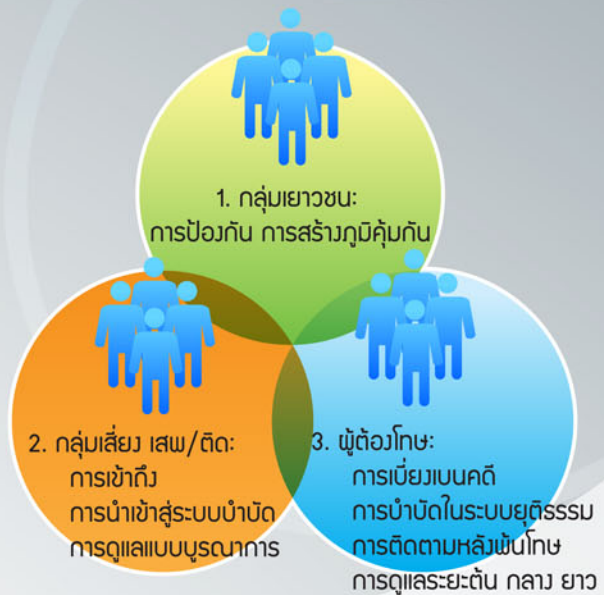 1. กลุ่มเยาวชน:
การป้องกัน การสร้างภูมิคุ้มกัน
2. กลุ่มเสี่ยง เสพ/ติด:
การเข้าถึง
การนำเข้าสู่ระบบบำบัด
การดูแลแบบบูรณาการ
3. ผู้ต้องโทษ:
การเบี่ยงเบนคดี
การบำบัดในระบบยุติธรรม
การติดตามหลังพ้นโทษ
การดูแลระยะต้น กลาง ยาว